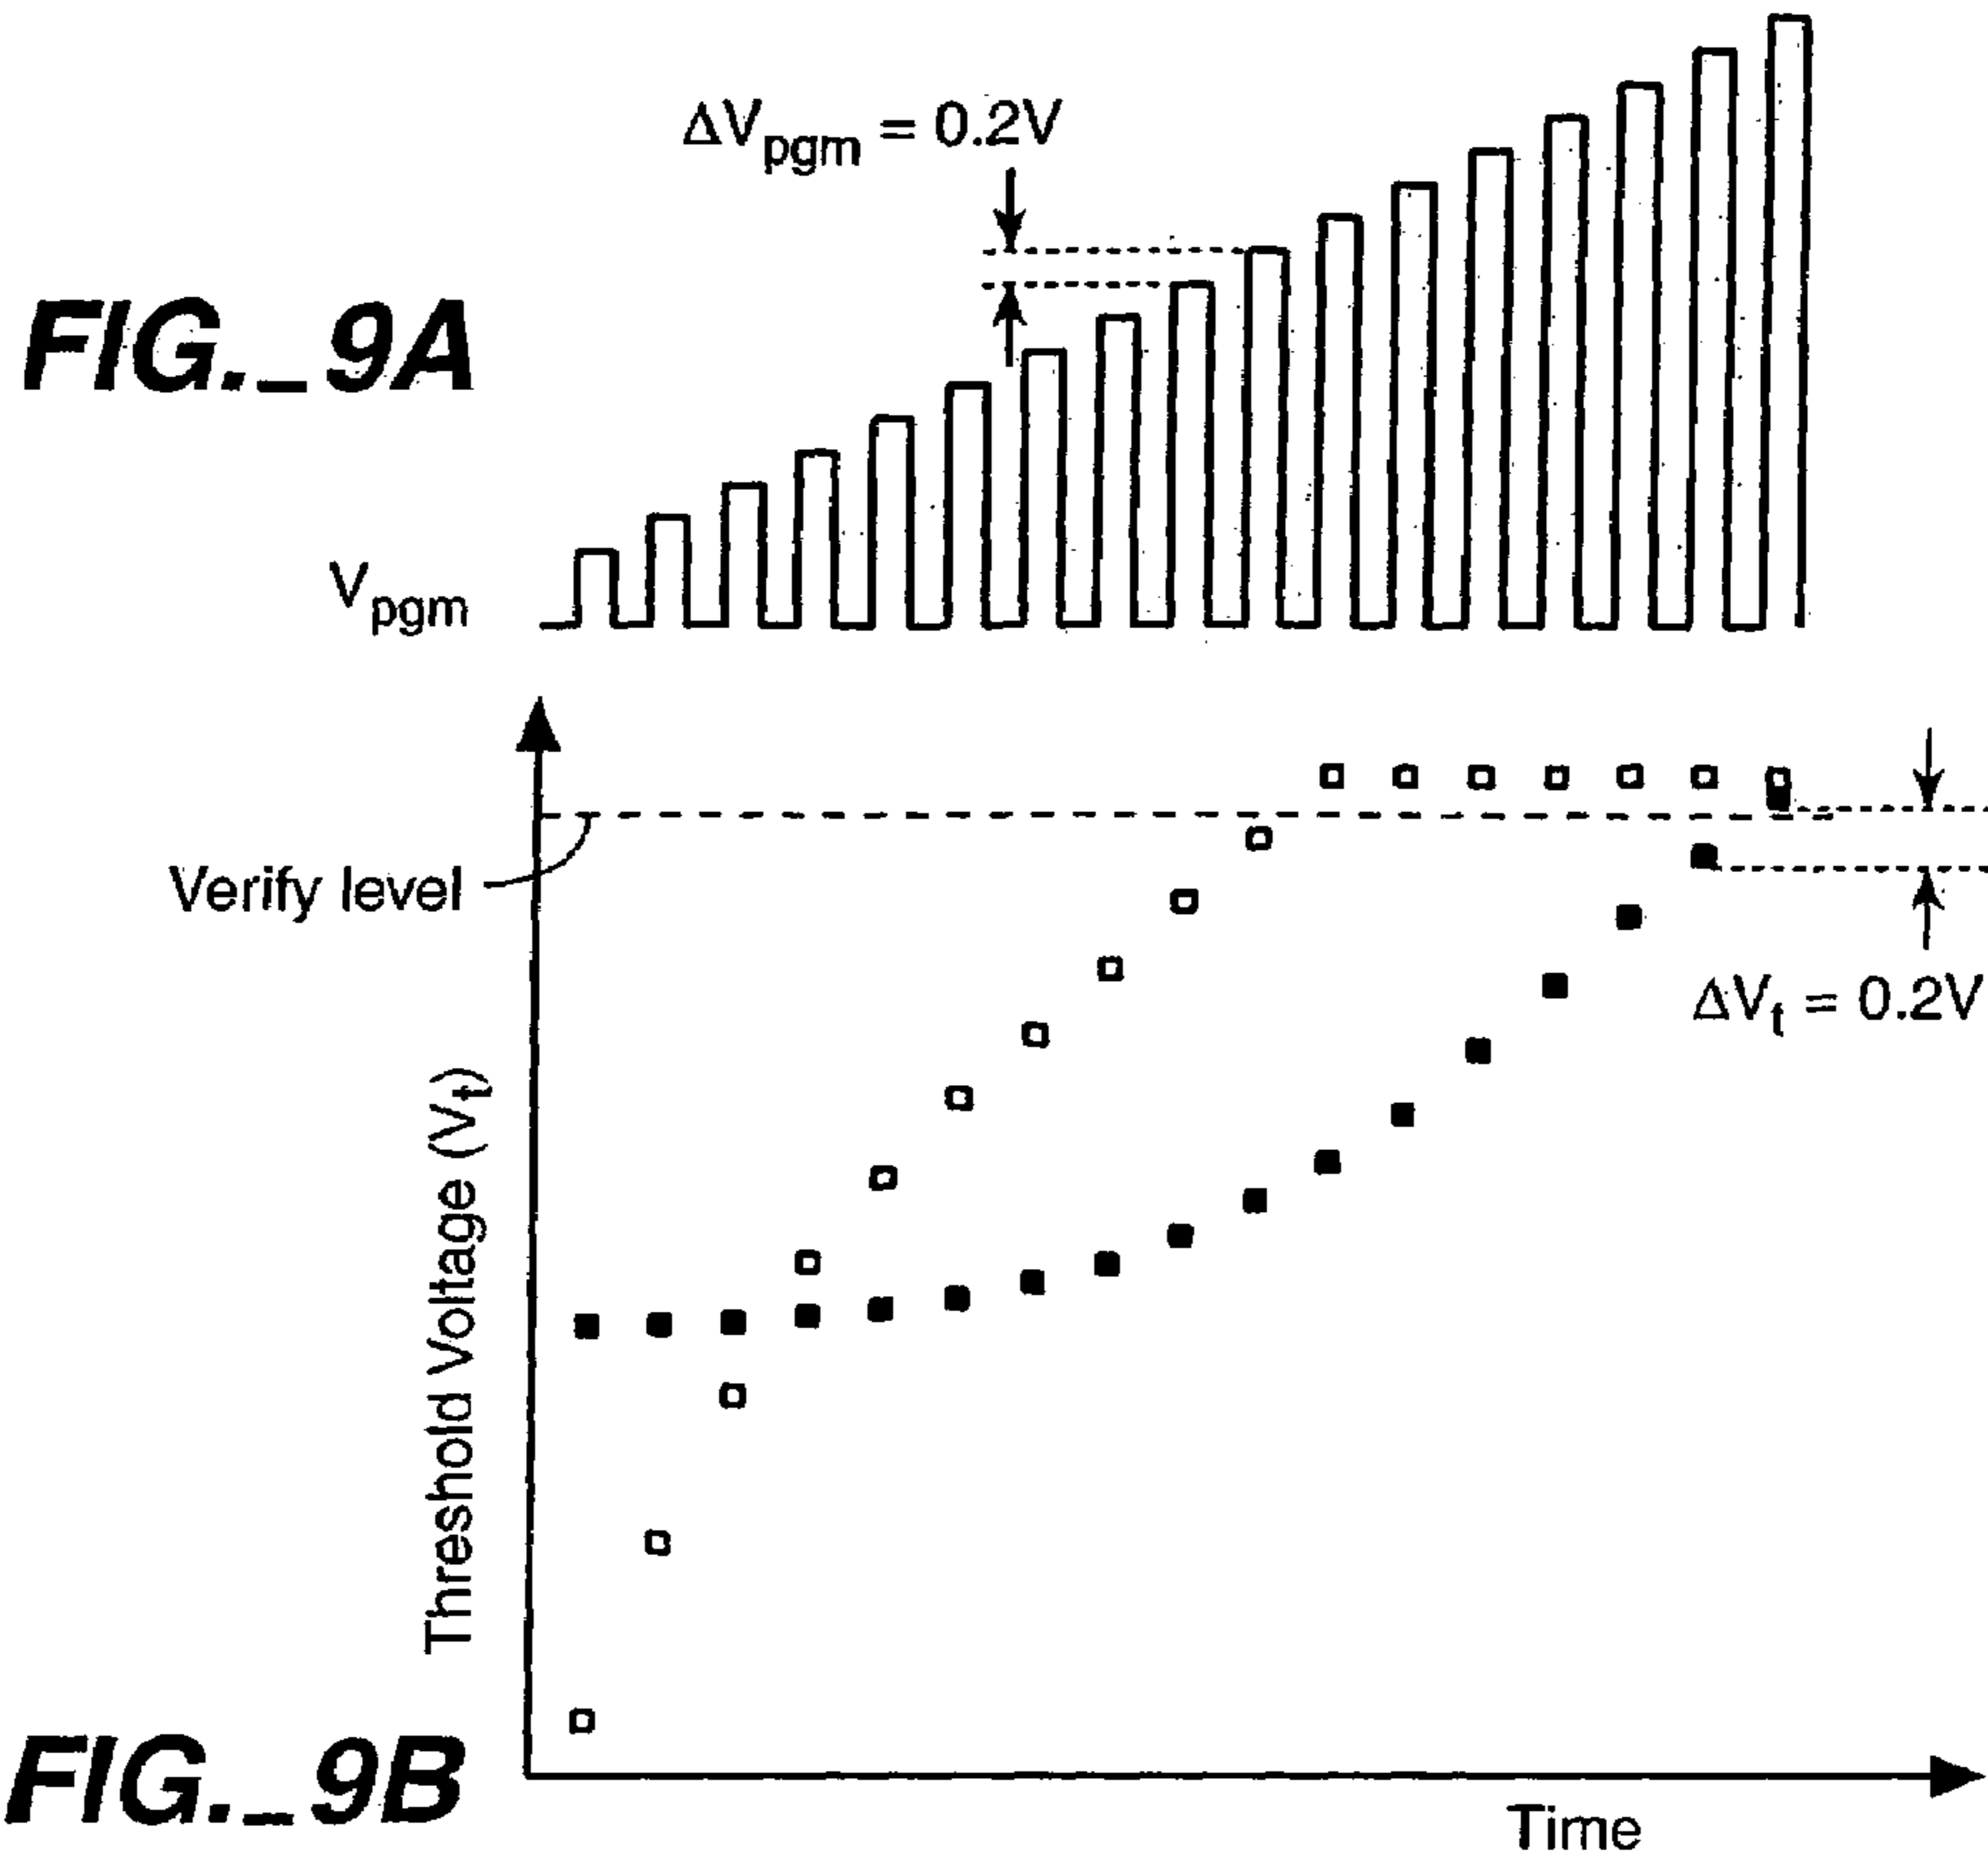 ΔVpgm = 0.2V
FIG._9A
Vpgm
Verify level
ΔVt = 0.2V
Threshold Voltage (Vt)
FIG._9B
Time